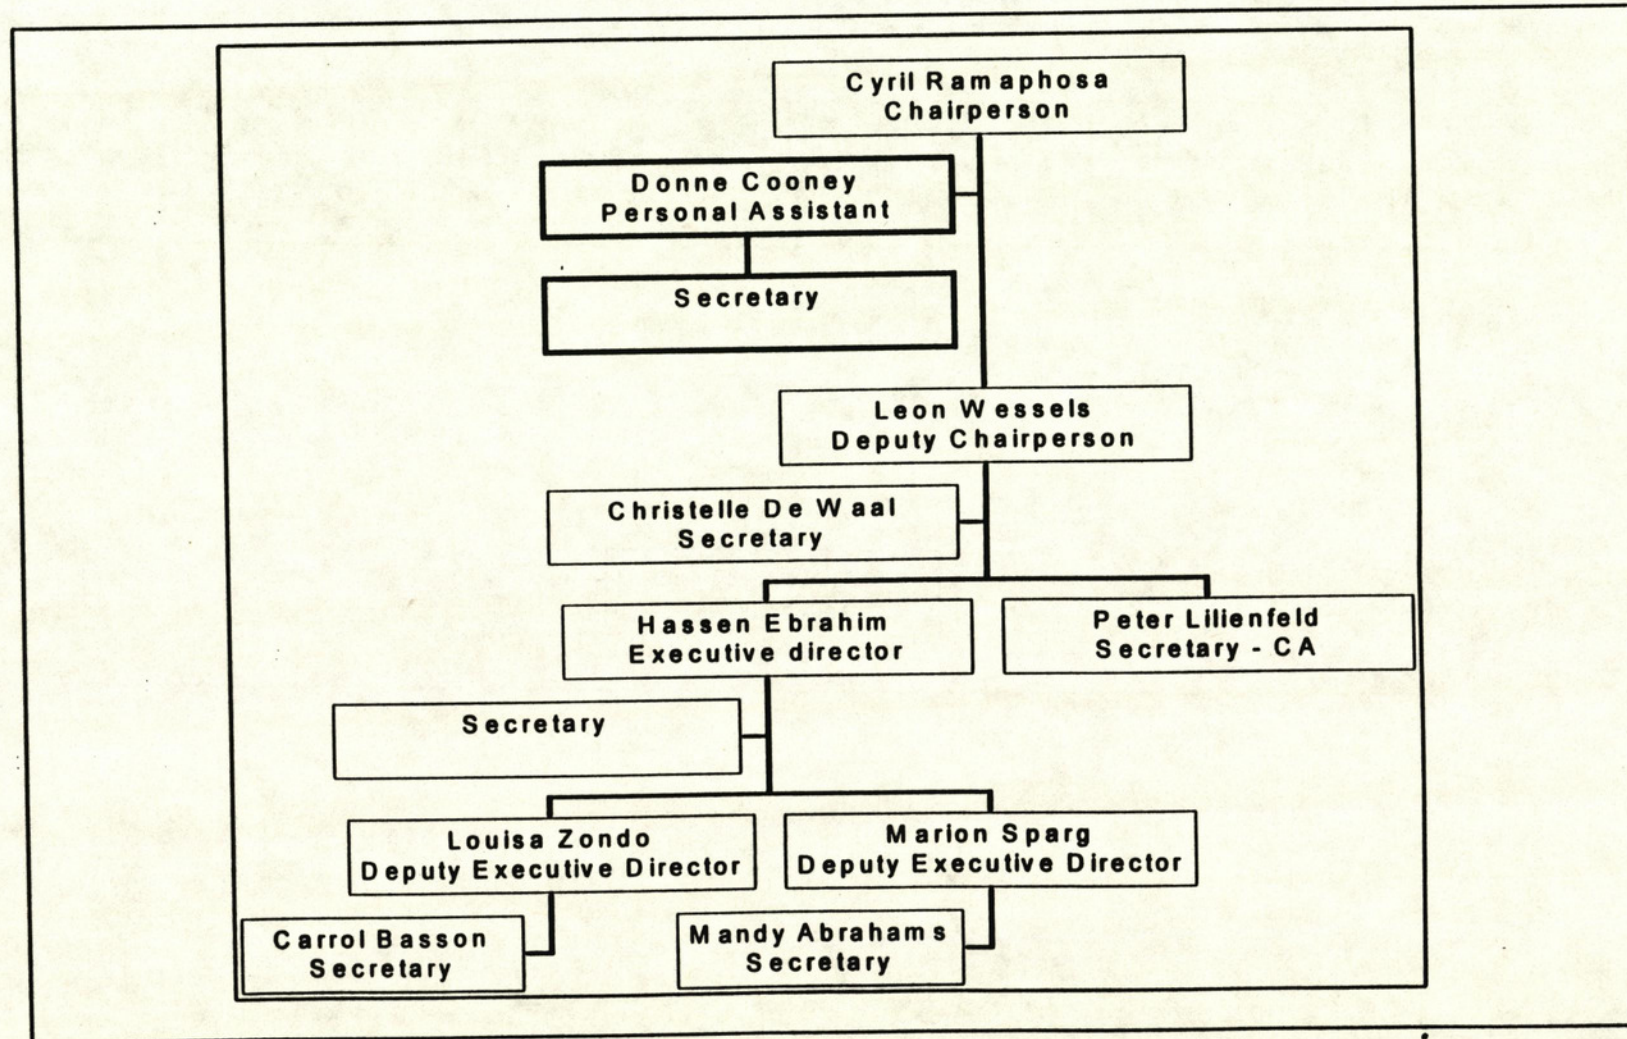 Cyril Ramaphosa
Chairperson
Donne Cooney
Personal Assistant
Secretary
Leon Wessels
Deputy Chairperson
Christelle De Waal
Secretary
Hassen Ebrahim
Executive director
Peter Lilienfeld
Secretary - CA
Secretary
Louisa Zondo
Deputy Executive Director
Marion Sparg
Deputy Executive Director
Carrol Basson
Secretary
Mandy Abrahams
Secretary